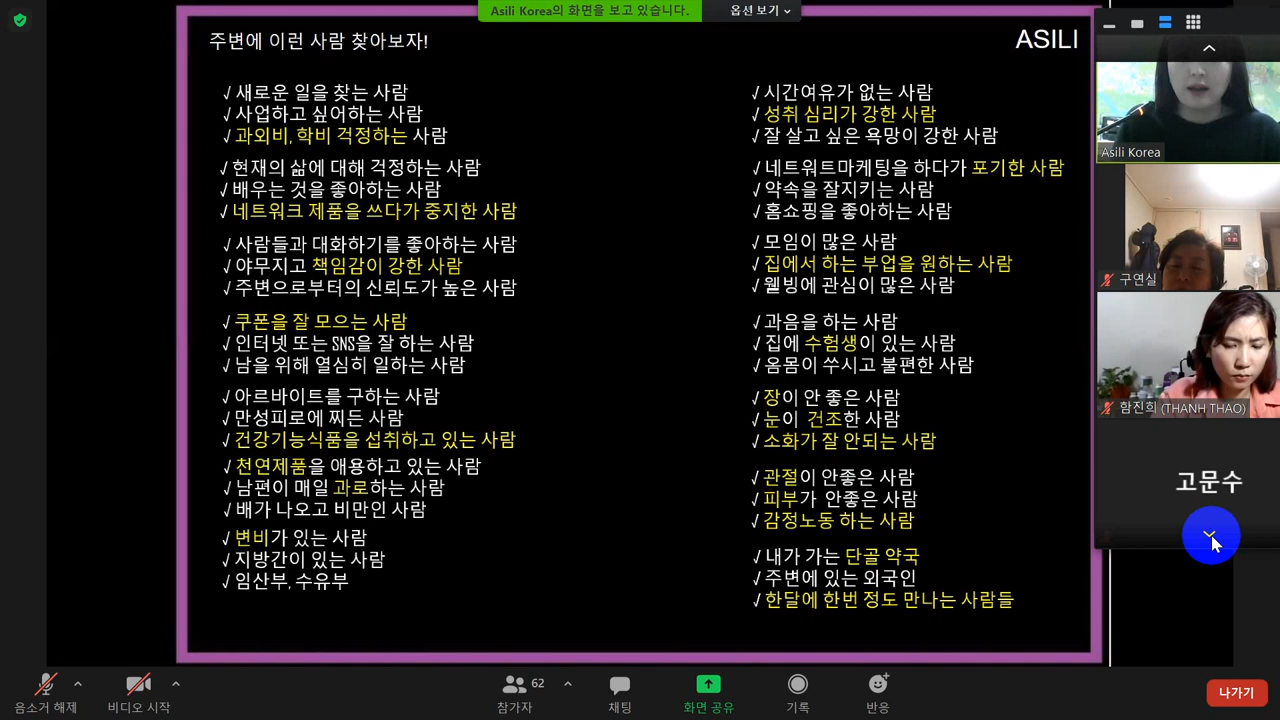 Asili Korea의 화면을 보고 있습니다.
옵션 보기
주변에 이런 사람 찾아보자!
ASILI
√ 새로운 일을 찾는 사람
√ 사업하고 싶어하는 사람
√ 과외비, 학비 걱정하는 사람
√ 현재의 삶에 대해 걱정하는 사람
√ 배우는 것을 좋아하는 사람
√ 네트워크 제품을 쓰다가 중지한 사람
√ 사람들과 대화하기를 좋아하는 사람
√ 야무지고 책임감이 강한 사람
√ 주변으로부터의 신뢰도가 높은 사람
√ 쿠폰을 잘 모으는 사람
√ 인터넷 또는 SNS을 잘 하는 사람
√ 남을 위해 열심히 일하는 사람
√ 아르바이트를 구하는 사람
√ 만성피로에 찌든 사람
√ 건강기능식품을 섭취하고 있는 사람
√ 천연제품을 애용하고 있는 사람
√ 남편이 매일 과로하는 사람
√ 배가 나오고 비만인 사람
√ 변비가 있는 사람
√ 지방간이 있는 사람
√ 임산부, 수유부
√ 시간여유가 없는 사람
√ 성취 심리가 강한 사람
√ 잘 살고 싶은 욕망이 강한 사람
√ 네트워트마케팅을 하다가 포기한 사람
√ 약속을 잘지키는 사람
√ 홈쇼핑을 좋아하는 사람
√ 모임이 많은 사람
√ 집에서 하는 부업을 원하는 사람
√ 웰빙에 관심이 많은 사람
√ 과음을 하는 사람
√ 집에 수험생이 있는 사람
√ 온몸이 쑤시고 불편한 사람
√ 장이 안 좋은 사람
√ 눈이 건조한 사람
√ 소화가 잘 안되는 사람
√ 관절이 안좋은 사람
√ 피부가 안좋은 사람
√ 감정노동 하는 사람
√ 내가 가는 단골 약국
√ 주변에 있는 외국인
√ 한달에 한번 정도 만나는 사람들
Asili Korea
구연실
함진희 (THANH THAO)
고문수
음소거 해제
비디오 시작
62
참가자
채팅
화면 공유
기록
반응
나가기